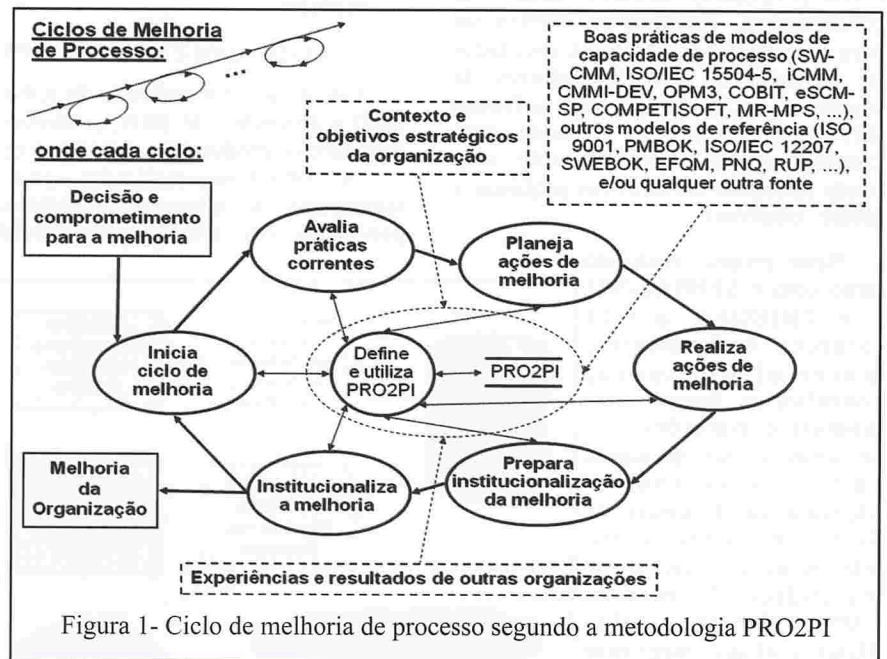 Ciclos de Melhoria
de Processo:
...
onde cada ciclo:
Boas práticas de modelos de
capacidade de processo (SW-
CMM, ISO/IEC 15504-5, iCMM,
CMMI-DEV, OPM3, COBIT, eSCM-
SP, COMPETISOFT, MR-MPS, ...),
outros modelos de referência (ISO
9001, PMBOK, ISO/IEC 12207,
SWEBOK, EFQM, PNQ, RUP, ...),
e/ou qualquer outra fonte
Contexto e
objetivos estratégicos
da organização
Decisão e
comprometimento
para a melhoria
Avalia
práticas
correntes
Planeja
ações de
melhoria
Inicia
ciclo de
melhoria
Define
e utiliza
PRO2PI
PRO2PI
Realiza
ações de
melhoria
Melhoria
da
Organização
Institucionaliza
a melhoria
Prepara
institucionalização
da melhoria
Experiências e resultados de outras organizações
Figura 1- Ciclo de melhoria de processo segundo a metodologia PRO2PI